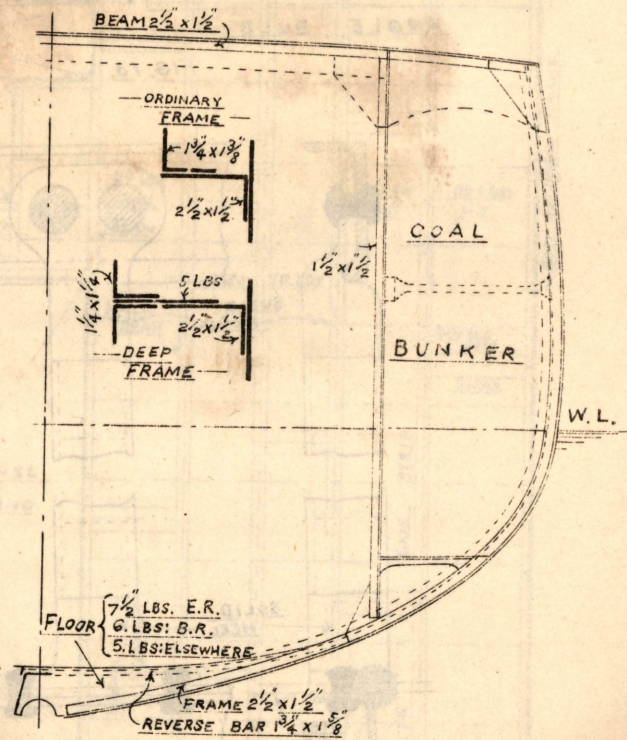 BEAM 2½" x 1½"
ORDINARY
FRAME
1¾" x 1⅜"
2½" x 1½"
1¼" x 1¼"
5 LBS
2½" x 1½"
DEEP
FRAME
1½" x 1½"
COAL
BUNKER
W.L.
FLOOR
7½ LBS. E.R.
6. LBS: B.R.
5. LBS: ELSEWHERE
FRAME 2½" x 1½"
REVERSE BAR 1¾" x 1⅝"